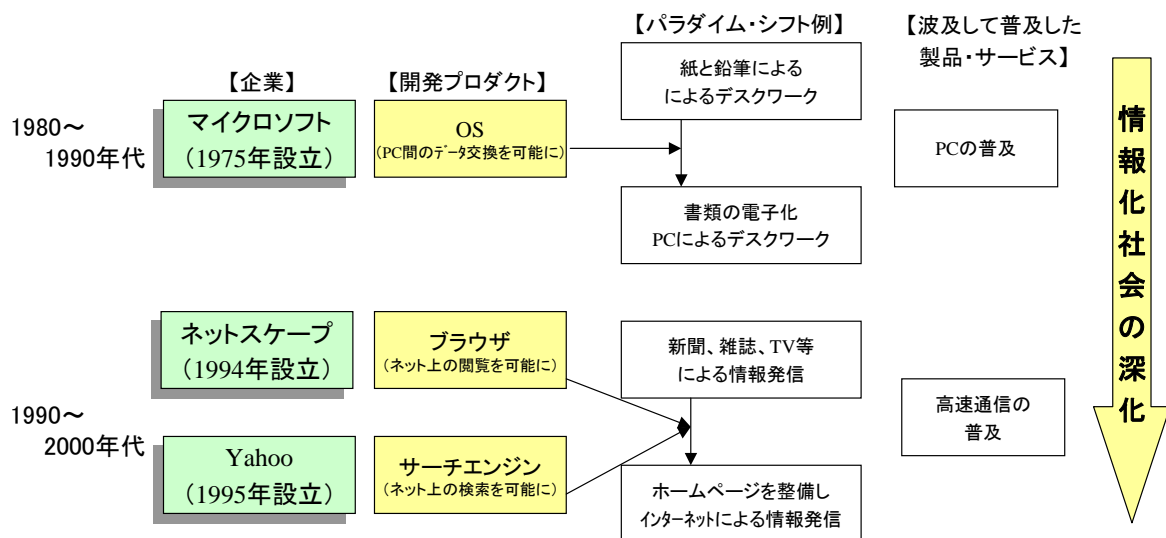 【パラダイム・シフト例】
【波及して普及した
製品・サービス】
【企業】
【開発プロダクト】
1980～
1990年代
マイクロソフト
（1975年設立）
OS
(PC間のﾃﾞｰﾀ交換を可能に)
紙と鉛筆による
によるデスクワーク
書類の電子化
PCによるデスクワーク
PCの普及
1990～
2000年代
ネットスケープ
（1994年設立）
ブラウザ
(ネット上の閲覧を可能に)
新聞、雑誌、TV等
による情報発信
Yahoo
（1995年設立）
サーチエンジン
(ネット上の検索を可能に)
ホームページを整備し
ｲﾝﾀｰﾈｯﾄによる情報発信
高速通信の
普及
情報化社会の深化